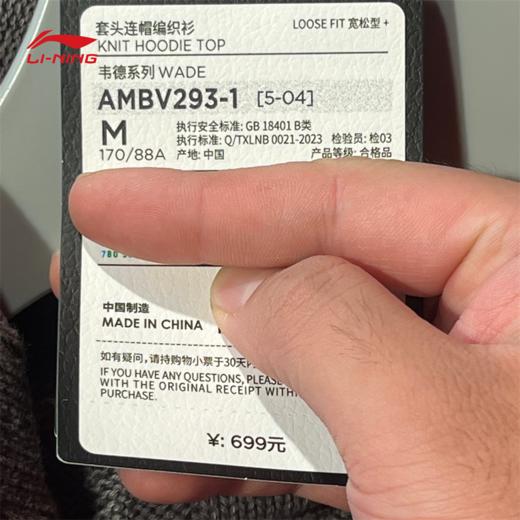 LI-NING
套头连帽编织衫
LOOSE FIT 宽松型 +
KNIT HOODIE TOP
韦德系列 WADE
AMBV293-1 [5-04]
M
170/88A
执行安全标准: GB 18401 B类
执行标准: Q/TXLNB 0021-2023 检验员: 检03
产地: 中国 产品等级: 合格品
中国制造
MADE IN CHINA
如有疑问，请持购物小票于30天
IF YOU HAVE ANY QUESTIONS, PLEASE
WITH THE ORIGINAL RECEIPT WITHIN
PURCHASE.
¥: 699元